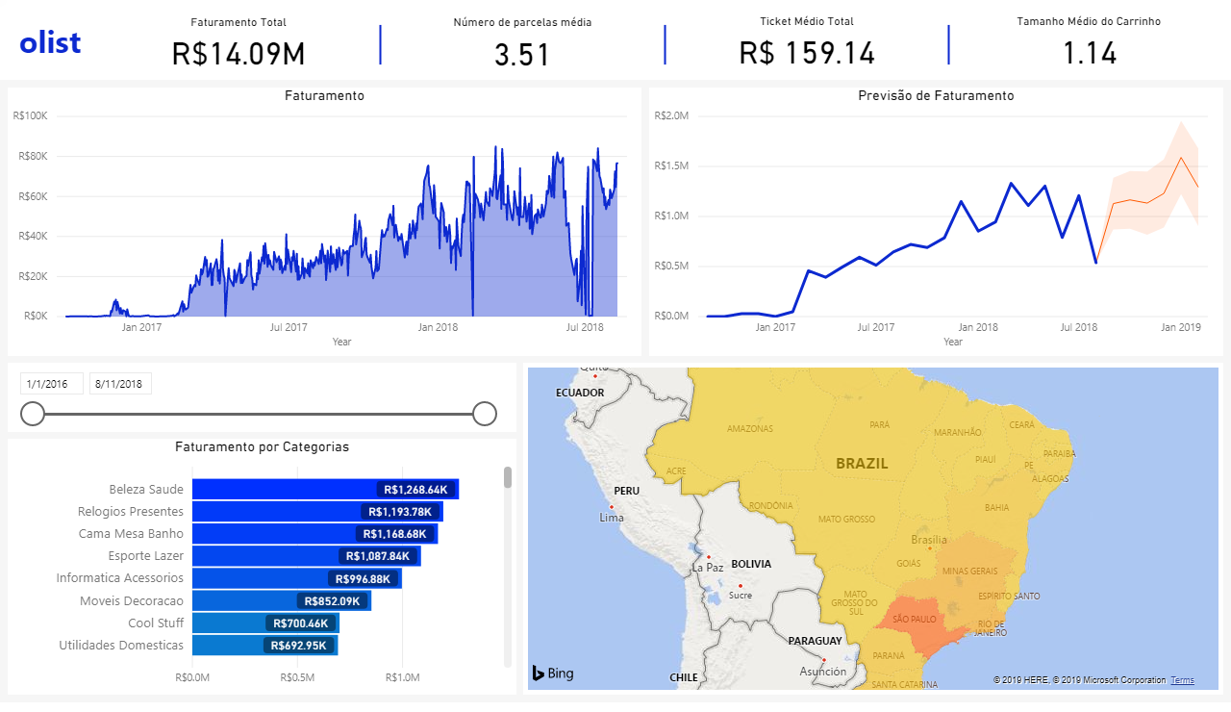 olist
Faturamento Total
R$14.09M
Número de parcelas média
3.51
Ticket Médio Total
R$ 159.14
Tamanho Médio do Carrinho
1.14
Faturamento
R$100K
R$80K
R$60K
R$40K
R$20K
R$0K
Jan 2017
Jul 2017
Jan 2018
Jul 2018
Year
Previsão de Faturamento
R$2.0M
R$1.5M
R$1.0M
R$0.5M
R$0.0M
Jan 2017
Jul 2017
Jan 2018
Jul 2018
Jan 2019
Year
1/1/2016
8/11/2018
Faturamento por Categorias
Beleza Saude R$1,268.64K
Relogios Presentes R$1,193.78K
Cama Mesa Banho R$1,168.68K
Esporte Lazer R$1,087.84K
Informatica Acessorios R$996.88K
Moveis Decoracao R$852.09K
Cool Stuff R$700.46K
Utilidades Domesticas R$692.95K
R$0.0M
R$0.5M
R$1.0M
Quito
ECUADOR
AMAZONAS
PARÁ
MARANHÃO
CEARÁ
PARAIBA
PIAUÍ
PE
ALAGOAS
BRAZIL
ACRE
PERU
Lima
RONDÔNIA
MATO GROSSO
BAHIA
Brasília
GOIÁS
La Paz
BOLIVIA
Sucre
MINAS GERAIS
MATO
GROSSO DO
SUL
ESPÍRITO SANTO
SÃO PAULO
RIO DE
JANEIRO
PARAGUAY
Asunción
PARANÁ
CHILE
SANTA CATARINA
Bing
© 2019 HERE, © 2019 Microsoft Corporation Terms